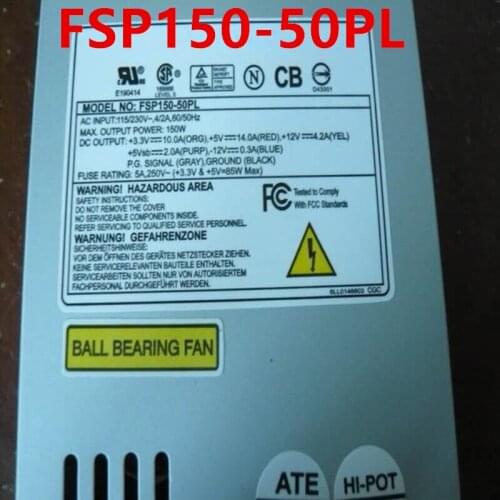 FSP150-50PL
E190414
LEVEL 3
N
CB
MODEL NO: FSP150-50PL
AC INPUT:115/230V~,4/2A,60/50Hz
MAX. OUTPUT POWER: 150W
DC OUTPUT: +3.3V⎓10.0A(ORG), +5V⎓14.0A(RED), +12V⎓4.2A(YEL)
+5Vsb⎓2.0A(PURP), -12V⎓0.3A(BLUE)
P.G. SIGNAL (GRAY),GROUND (BLACK)
FUSE RATING: 5A,250V~ (+3.3V & +5V=85W Max)
WARNING! HAZARDOUS AREA
SAFETY INSTRUCTIONS:
DO NOT REMOVE THE COVER
NO SERVICEABLE COMPONENTS INSIDE.
REFER SERVICING TO QUALIFIED SERVICE PERSONNEL.
FC Tested to Comply
With FCC Standards
WARNUNG! GEFAHRENZONE
SICHERHEITSHINWEISE:
VOR DEM ÖFFNEN DES GERÄTES NETZSTECKER ZIEHEN
KEINE WARTUNGSRELEVANTEN BAUTEILE ENTHALTEN.
SERVICEARBEITEN SOLLTEN AUSSCHLIESSLICH VON
FACHPERSONAL DURCHGEFÜHRT WERDEN.
CGC
BALL BEARING FAN
ATE
HI-POT